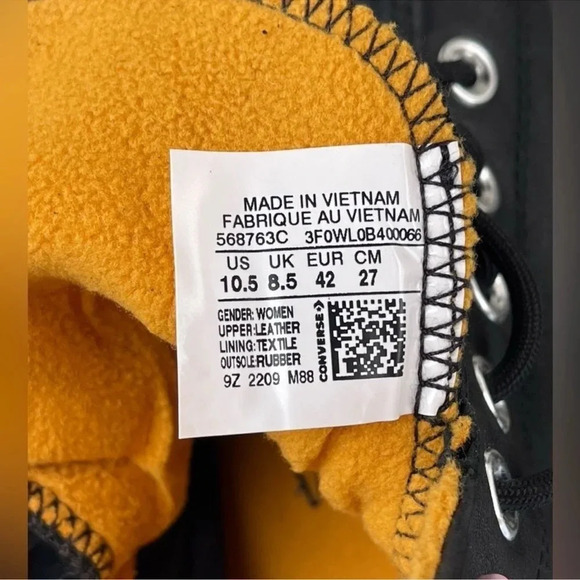 MADE IN VIETNAM
FABRIQUE AU VIETNAM
568763C 3F0WL0B400066
US UK EUR CM
10.5 8.5 42 27
GENDER:WOMEN
UPPER:LEATHER
LINING:TEXTILE
OUTSOLE:RUBBER
9Z 2209 M88
CONVERSE